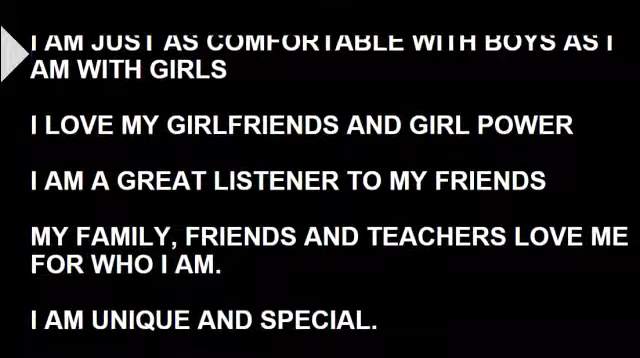 I AM JUST AS COMFORTABLE WITH BOYS AS I
AM WITH GIRLS
I LOVE MY GIRLFRIENDS AND GIRL POWER
I AM A GREAT LISTENER TO MY FRIENDS
MY FAMILY, FRIENDS AND TEACHERS LOVE ME
FOR WHO I AM.
I AM UNIQUE AND SPECIAL.